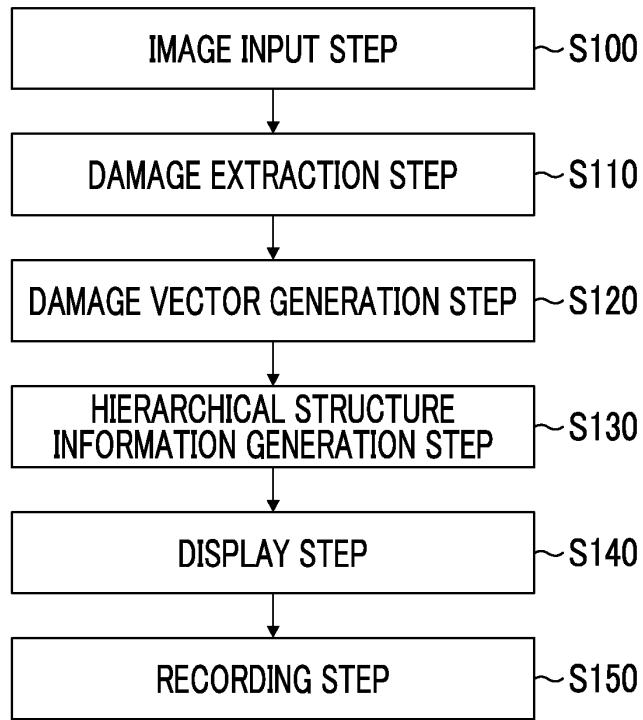 IMAGE INPUT STEP
S100
DAMAGE EXTRACTION STEP
S110
DAMAGE VECTOR GENERATION STEP
S120
HIERARCHICAL STRUCTURE
INFORMATION GENERATION STEP
S130
DISPLAY STEP
S140
RECORDING STEP
S150